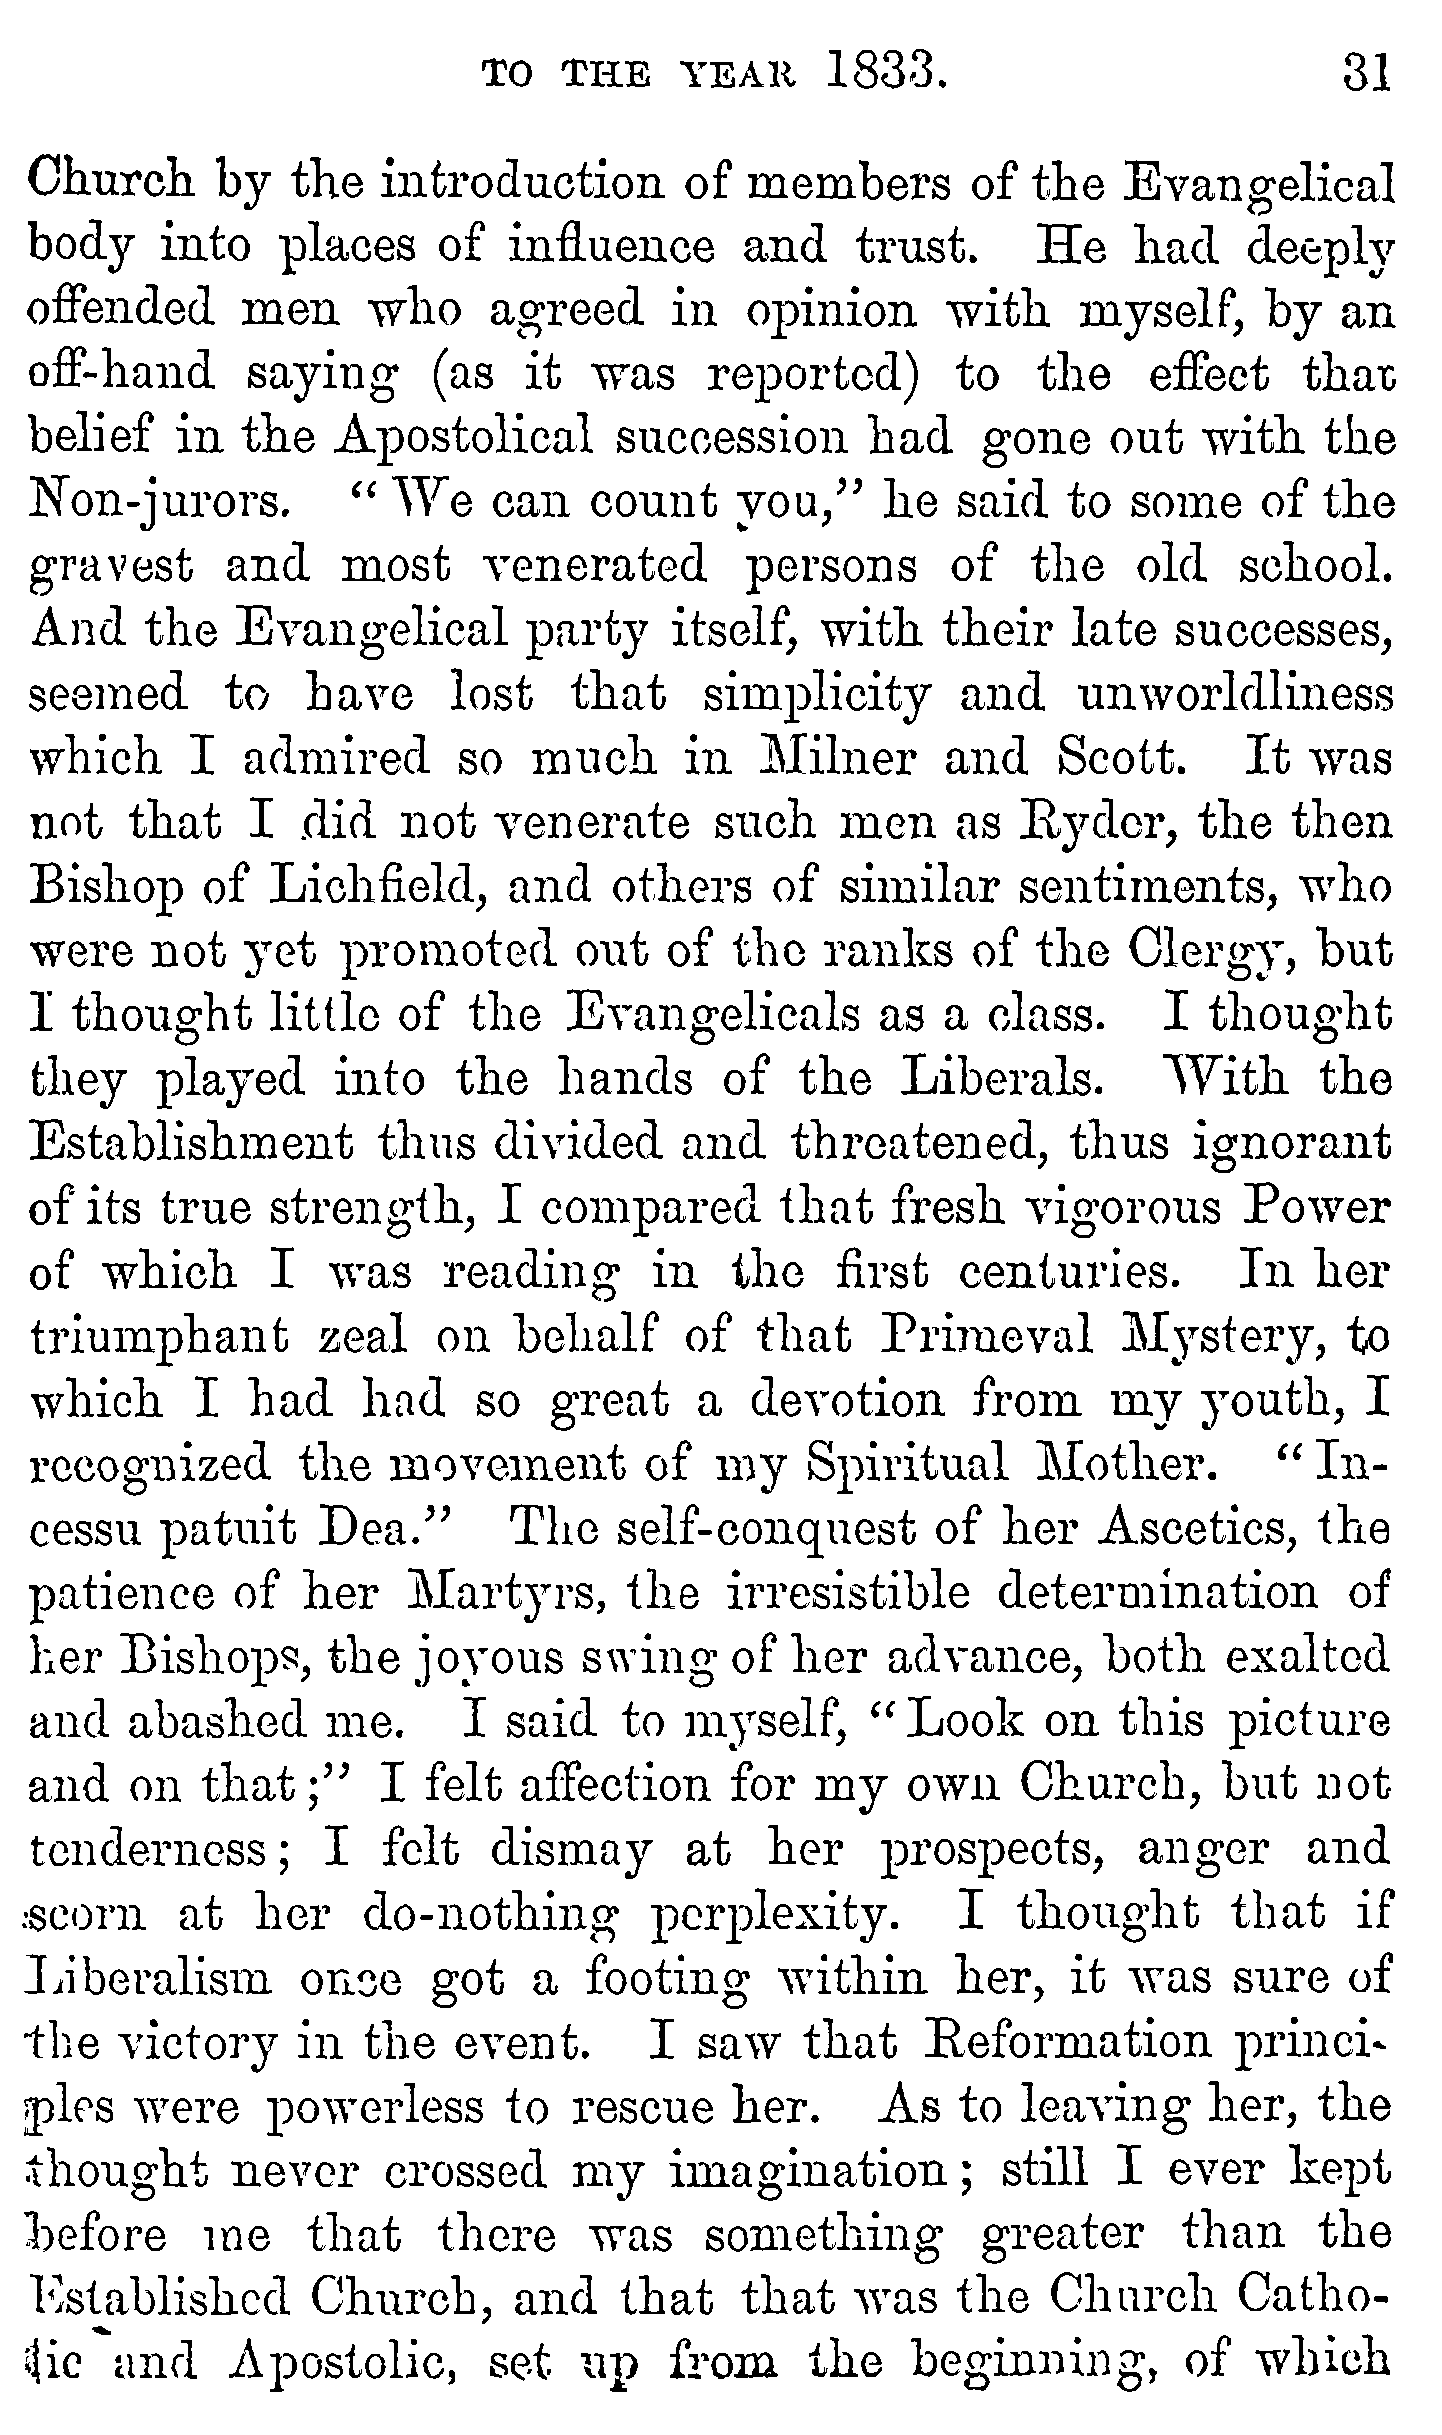 TO THE YEAR 1833. 31
Church by the introduction of members of the Evangelical
body into places of influence and trust. He had deeply
offended men who agreed in opinion with myself, by an
off-hand saying (as it was reported) to the effect that
belief in the Apostolical succession had gone out with the
Non-jurors. "We can count you," he said to some of the
gravest and most venerated persons of the old school.
And the Evangelical party itself, with their late successes,
seemed to have lost that simplicity and unworldliness
which I admired so much in Milner and Scott. It was
not that I did not venerate such men as Ryder, the then
Bishop of Lichfield, and others of similar sentiments, who
were not yet promoted out of the ranks of the Clergy, but
I thought little of the Evangelicals as a class. I thought
they played into the hands of the Liberals. With the
Establishment thus divided and threatened, thus ignorant
of its true strength, I compared that fresh vigorous Power
of which I was reading in the first centuries. In her
triumphant zeal on behalf of that Primeval Mystery, to
which I had had so great a devotion from my youth, I
recognized the movement of my Spiritual Mother. "In-
cessu patuit Dea." The self-conquest of her Ascetics, the
patience of her Martyrs, the irresistible determination of
her Bishops, the joyous swing of her advance, both exalted
and abashed me. I said to myself, "Look on this picture
and on that;" I felt affection for my own Church, but not
tenderness; I felt dismay at her prospects, anger and
scorn at her do-nothing perplexity. I thought that if
Liberalism once got a footing within her, it was sure of
the victory in the event. I saw that Reformation princi-
ples were powerless to rescue her. As to leaving her, the
thought never crossed my imagination; still I ever kept
before me that there was something greater than the
Established Church, and that that was the Church Catho-
lic and Apostolic, set up from the beginning, of which